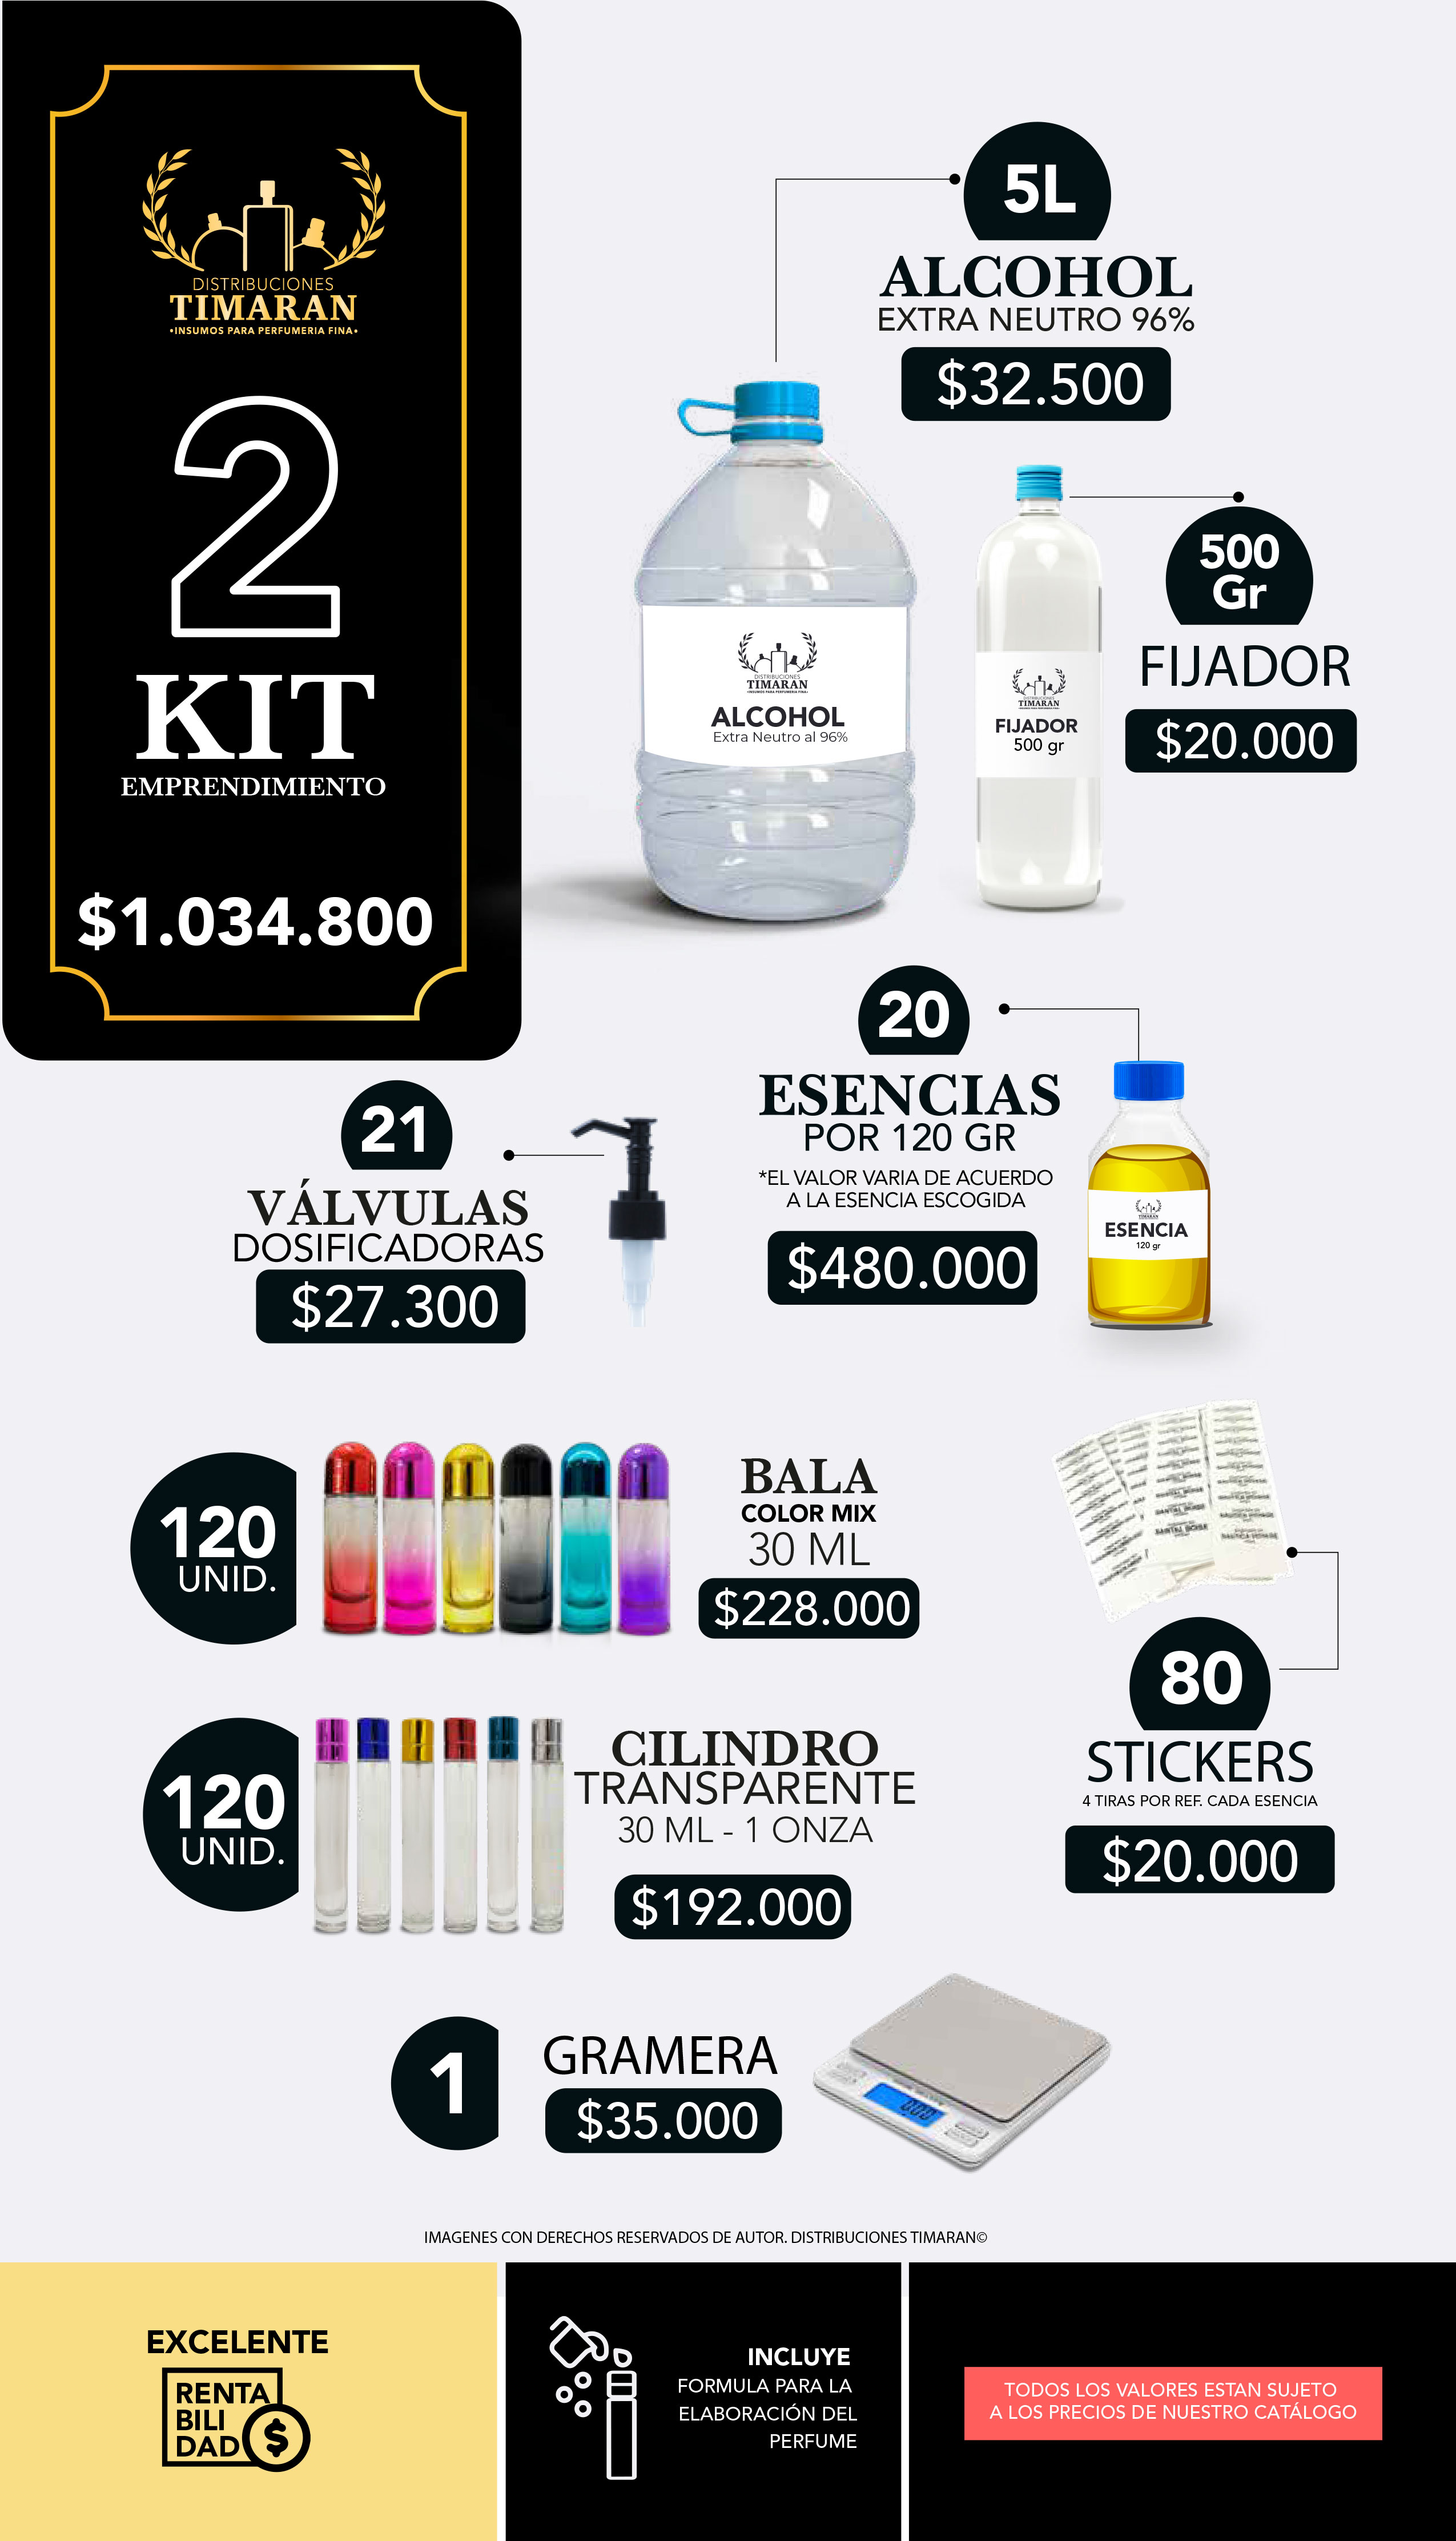 DISTRIBUCIONES
TIMARAN
•INSUMOS PARA PERFUMERIA FINA•
2
KIT
EMPRENDIMIENTO
$1.034.800
5L
ALCOHOL
EXTRA NEUTRO 96%
$32.500
DISTRIBUCIONES
TIMARAN
•INSUMOS PARA PERFUMERIA FINA•
ALCOHOL
Extra Neutro al 96%
500
Gr
FIJADOR
$20.000
DISTRIBUCIONES
TIMARAN
FIJADOR
500 gr
20
ESENCIAS
POR 120 GR
*EL VALOR VARIA DE ACUERDO
A LA ESENCIA ESCOGIDA
$480.000
TIMARAN
ESENCIA
120 gr
21
VÁLVULAS
DOSIFICADORAS
$27.300
120
UNID.
BALA
COLOR MIX
30 ML
$228.000
80
STICKERS
4 TIRAS POR REF. CADA ESENCIA
$20.000
120
UNID.
CILINDRO
TRANSPARENTE
30 ML - 1 ONZA
$192.000
1
GRAMERA
$35.000
IMAGENES CON DERECHOS RESERVADOS DE AUTOR. DISTRIBUCIONES TIMARAN©
EXCELENTE
RENTA
BILI
DAD
$
INCLUYE
FORMULA PARA LA
ELABORACIÓN DEL
PERFUME
TODOS LOS VALORES ESTAN SUJETO
A LOS PRECIOS DE NUESTRO CATÁLOGO